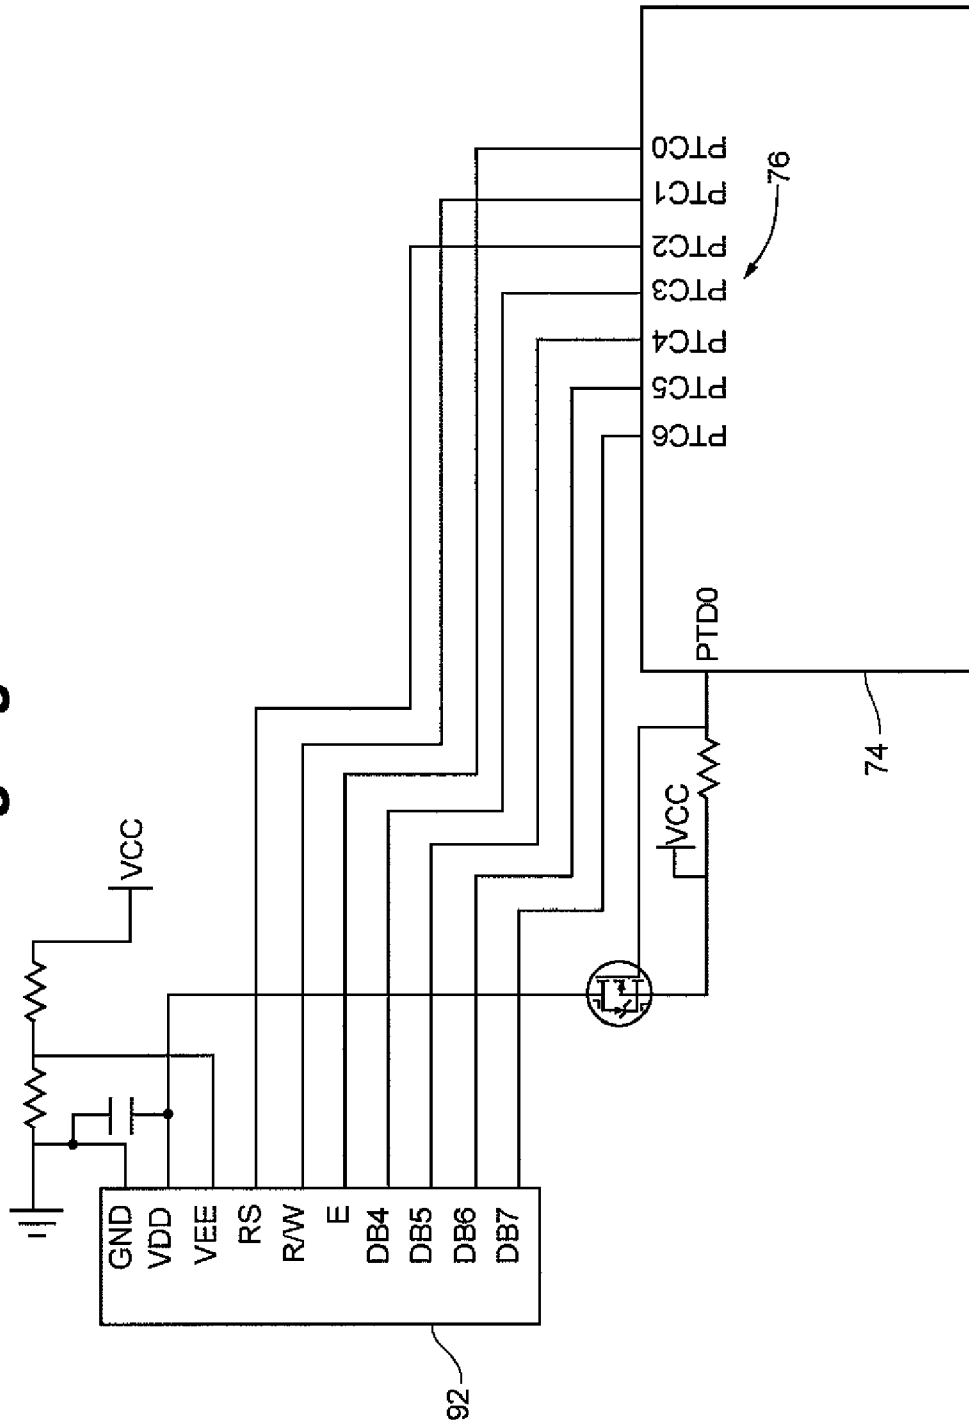 VCC
GND
VDD
VEE
RS
R/W
E
DB4
DB5
DB6
DB7
92
PTC0
PTC1
PTC2
PTC3
PTC4
PTC5
PTC6
76
PTD0
VCC
74